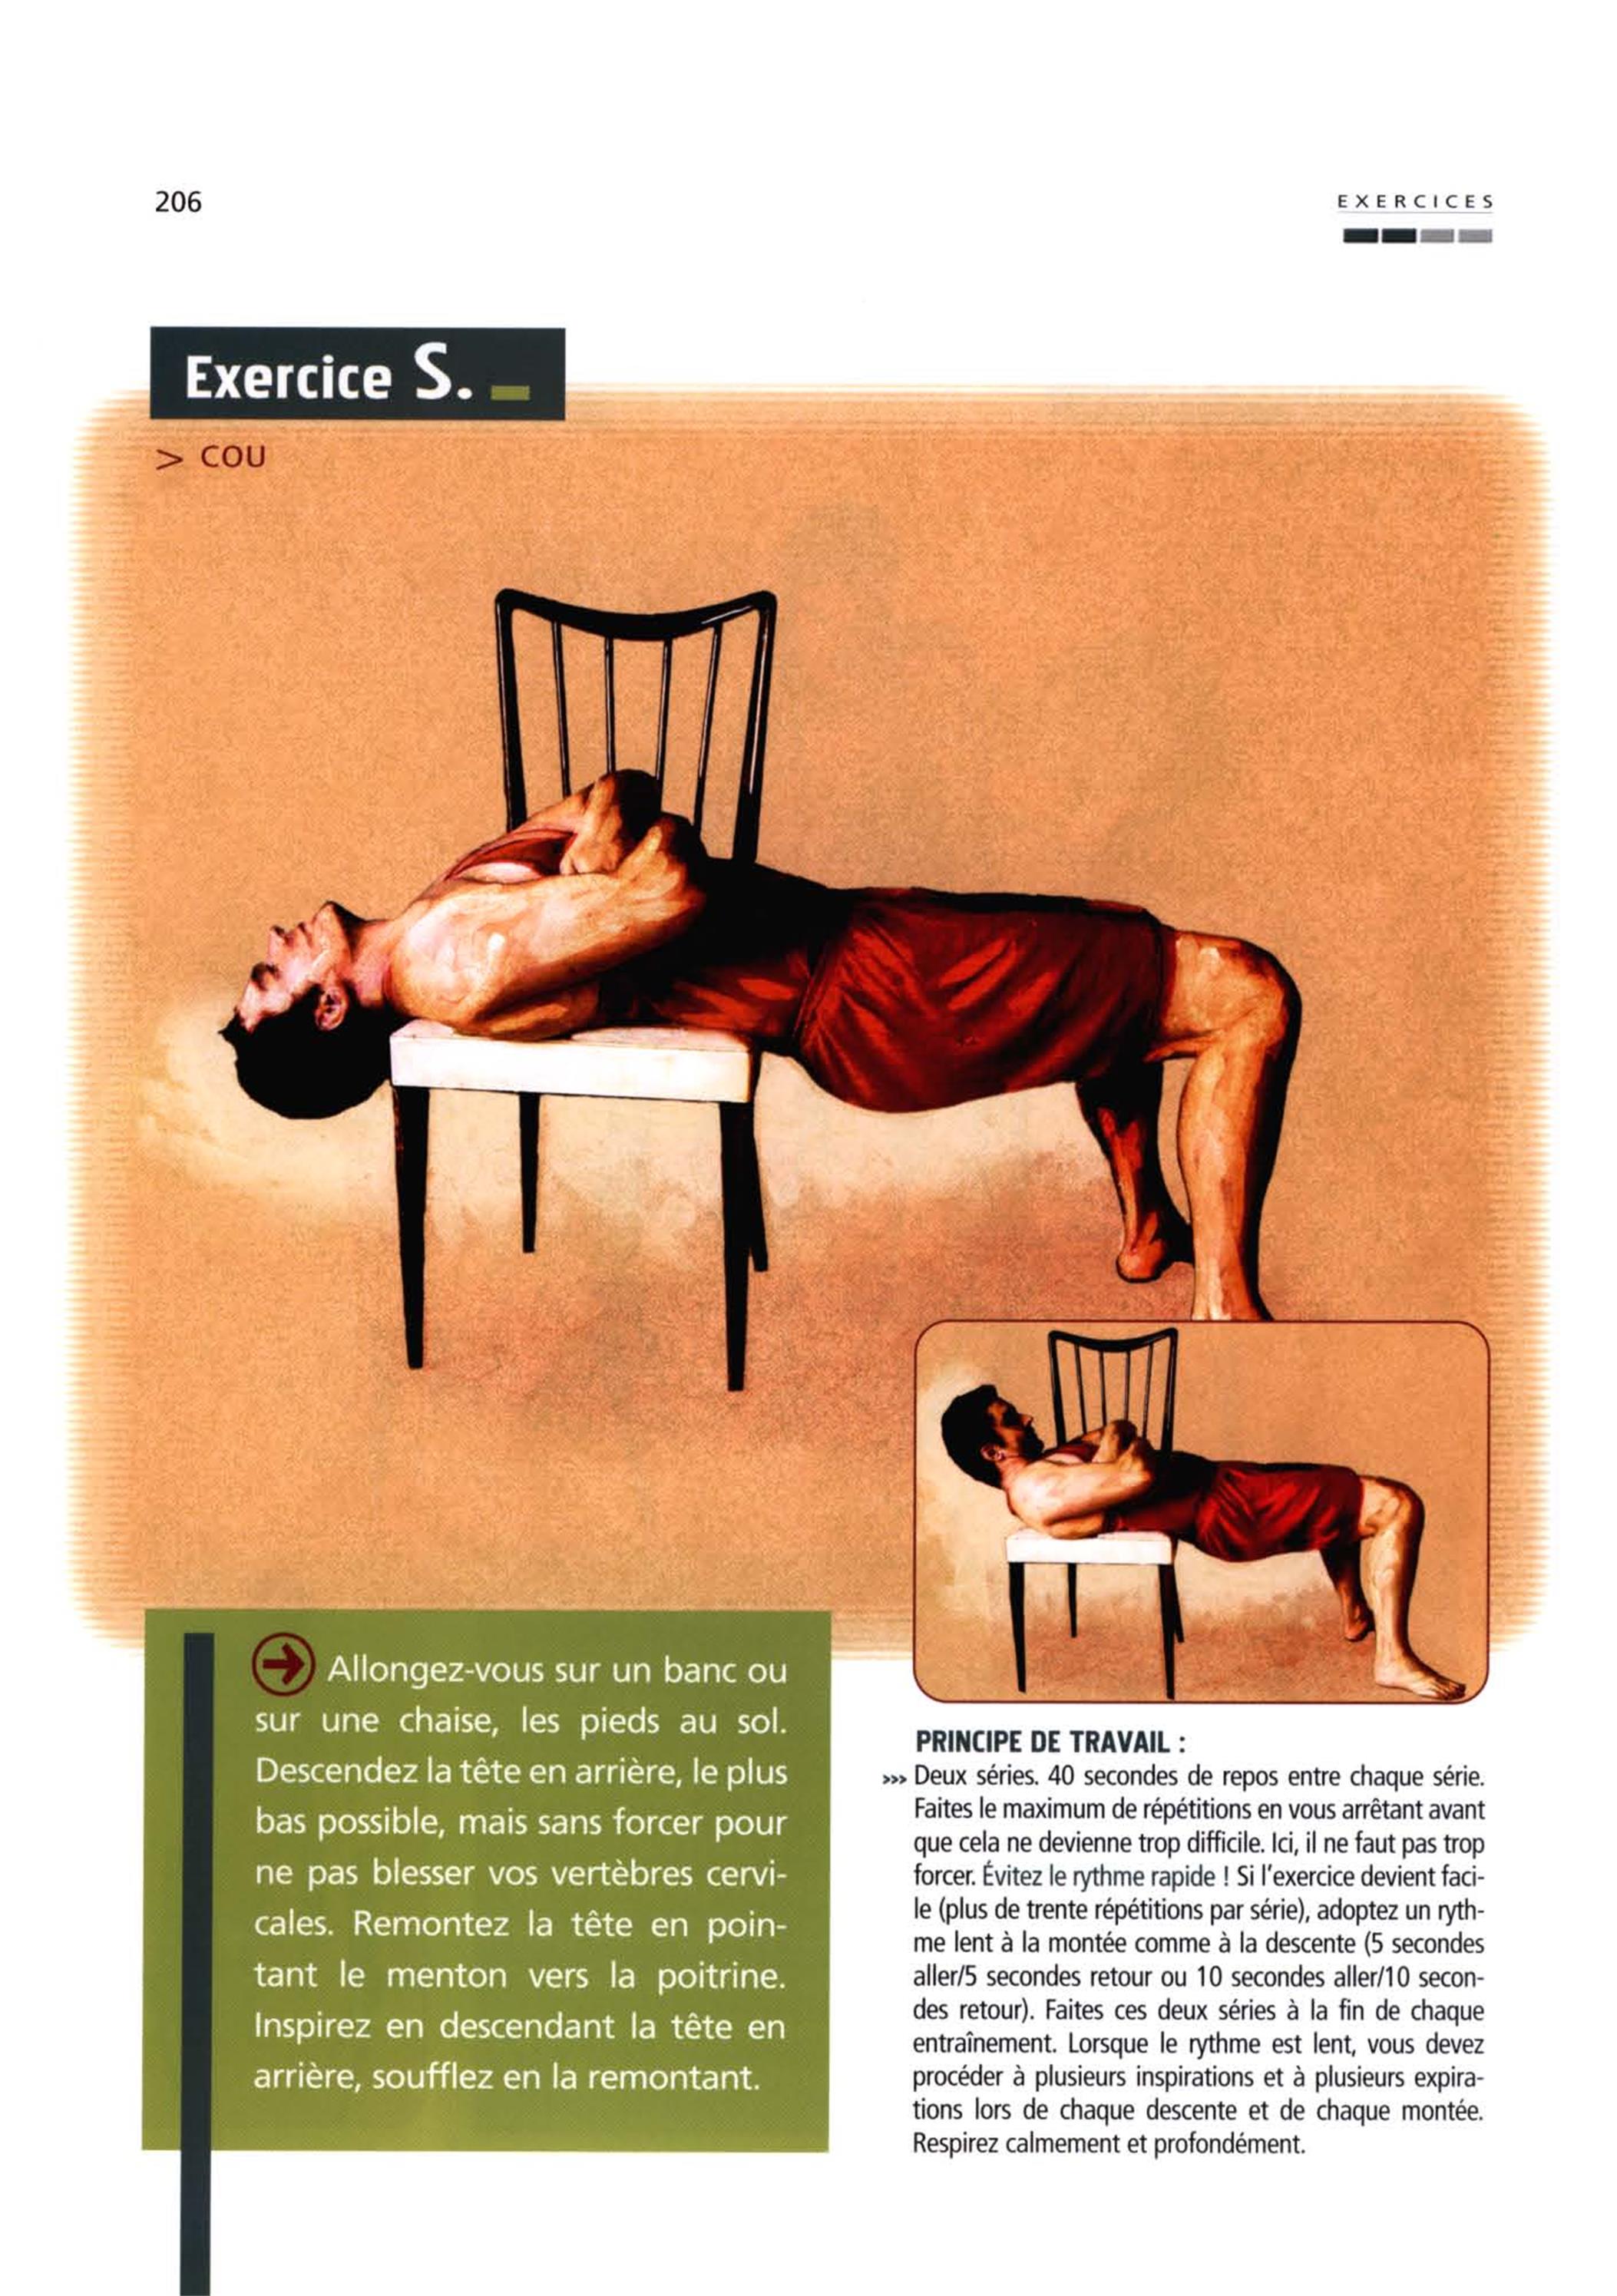 206
EXERCICES
Exercice S.
> COU
Allongez-vous sur un banc ou
sur une chaise, les pieds au sol.
Descendez la tête en arrière, le plus
bas possible, mais sans forcer pour
ne pas blesser vos vertèbres cervi-
cales. Remontez la tête en poin-
tant le menton vers la poitrine.
Inspirez en descendant la tête en
arrière, soufflez en la remontant.
PRINCIPE DE TRAVAIL :
»› Deux séries. 40 secondes de repos entre chaque série.
Faites le maximum de répétitions en vous arrêtant avant
que cela ne devienne trop difficile. Ici, il ne faut pas trop
forcer. Évitez le rythme rapide ! Si l'exercice devient faci-
le (plus de trente répétitions par série), adoptez un ryth-
me lent à la montée comme à la descente (5 secondes
aller/5 secondes retour ou 10 secondes aller/10 secon-
des retour). Faites ces deux séries à la fin de chaque
entraînement. Lorsque le rythme est lent, vous devez
procéder à plusieurs inspirations et à plusieurs expira-
tions lors de chaque descente et de chaque montée.
Respirez calmement et profondément.